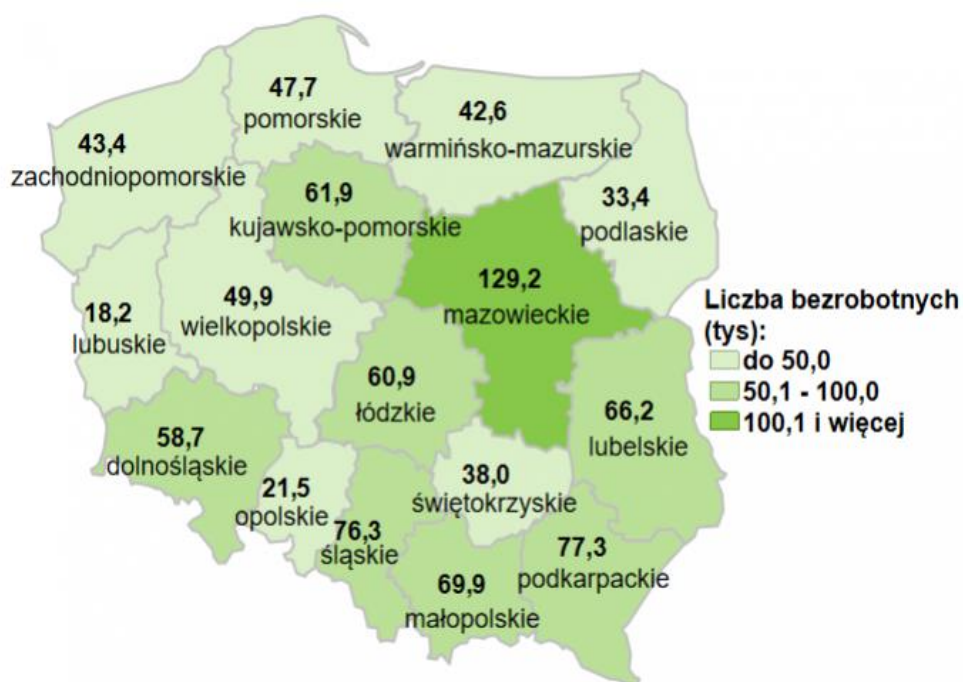 47,7
pomorskie
42,6
warmińsko-mazurskie
43,4
zachodniopomorskie
61,9
kujawsko-pomorskie
33,4
podlaskie
129,2
mazowieckie
18,2
lubuskie
49,9
wielkopolskie
Liczba bezrobotnych
(tys):
do 50,0
50,1 - 100,0
100,1 i więcej
60,9
łódzkie
66,2
lubelskie
58,7
dolnośląskie
21,5
opolskie
38,0
świętokrzyskie
76,3
śląskie
77,3
podkarpackie
69,9
małopolskie